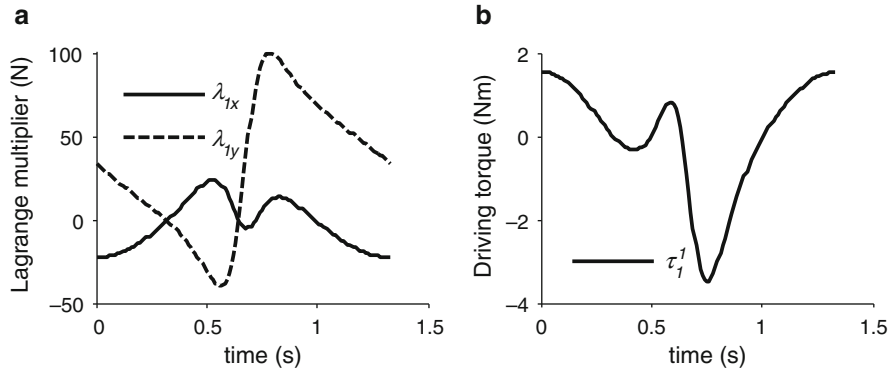 a
Lagrange multiplier (N)
100
50
0
−50
λ1x
λ1y
0
0.5
1
1.5
time (s)
b
Driving torque (Nm)
2
0
−2
−4
τ11
0
0.5
1
1.5
time (s)